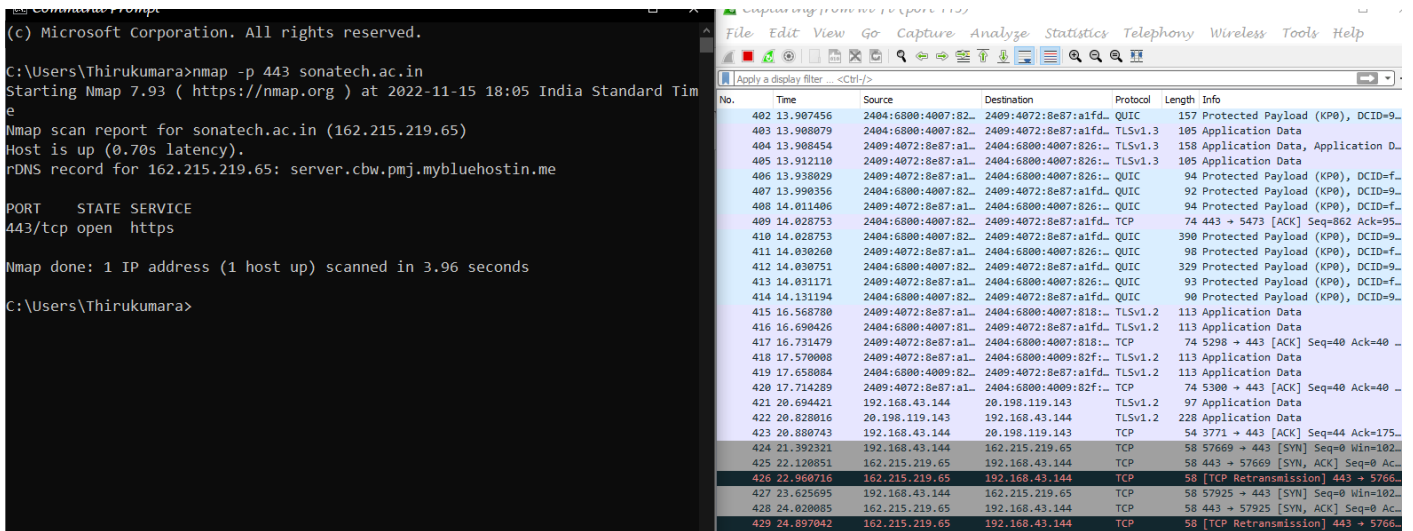 Command Prompt
(c) Microsoft Corporation. All rights reserved.
C:\Users\Thirukumara>nmap -p 443 sonatech.ac.in
Starting Nmap 7.93 ( https://nmap.org ) at 2022-11-15 18:05 India Standard Tim
e
Nmap scan report for sonatech.ac.in (162.215.219.65)
Host is up (0.70s latency).
rDNS record for 162.215.219.65: server.cbw.pmj.mybluehostin.me
PORT    STATE SERVICE
443/tcp open  https
Nmap done: 1 IP address (1 host up) scanned in 3.96 seconds
C:\Users\Thirukumara>
Capturing from Wi-Fi (port 443)
File Edit View Go Capture Analyze Statistics Telephony Wireless Tools Help
Apply a display filter ... <Ctrl-/>
No. Time Source Destination Protocol Length Info
402 13.907456 2404:6800:4007:82… 2409:4072:8e87:a1fd… QUIC 157 Protected Payload (KP0), DCID=9…
403 13.908079 2404:6800:4007:82… 2409:4072:8e87:a1fd… TLSv1.3 105 Application Data
404 13.908454 2409:4072:8e87:a1… 2404:6800:4007:826:… TLSv1.3 158 Application Data, Application D…
405 13.912110 2409:4072:8e87:a1… 2404:6800:4007:826:… TLSv1.3 105 Application Data
406 13.938029 2409:4072:8e87:a1… 2404:6800:4007:826:… QUIC 94 Protected Payload (KP0), DCID=f…
407 13.990356 2404:6800:4007:82… 2409:4072:8e87:a1fd… QUIC 92 Protected Payload (KP0), DCID=9…
408 14.011406 2409:4072:8e87:a1… 2404:6800:4007:826:… QUIC 94 Protected Payload (KP0), DCID=f…
409 14.028753 2404:6800:4007:82… 2409:4072:8e87:a1fd… TCP 74 443 → 5473 [ACK] Seq=862 Ack=95…
410 14.028753 2404:6800:4007:82… 2409:4072:8e87:a1fd… QUIC 390 Protected Payload (KP0), DCID=9…
411 14.030260 2409:4072:8e87:a1… 2404:6800:4007:826:… QUIC 98 Protected Payload (KP0), DCID=f…
412 14.030751 2404:6800:4007:82… 2409:4072:8e87:a1fd… QUIC 329 Protected Payload (KP0), DCID=9…
413 14.031171 2409:4072:8e87:a1… 2404:6800:4007:826:… QUIC 93 Protected Payload (KP0), DCID=f…
414 14.131194 2404:6800:4007:82… 2409:4072:8e87:a1fd… QUIC 90 Protected Payload (KP0), DCID=9…
415 16.568780 2409:4072:8e87:a1… 2404:6800:4007:818:… TLSv1.2 113 Application Data
416 16.690426 2404:6800:4007:81… 2409:4072:8e87:a1fd… TLSv1.2 113 Application Data
417 16.731479 2409:4072:8e87:a1… 2404:6800:4007:818:… TCP 74 5298 → 443 [ACK] Seq=40 Ack=40 …
418 17.570008 2409:4072:8e87:a1… 2404:6800:4009:82f:… TLSv1.2 113 Application Data
419 17.658084 2404:6800:4009:82… 2409:4072:8e87:a1fd… TLSv1.2 113 Application Data
420 17.714289 2409:4072:8e87:a1… 2404:6800:4009:82f:… TCP 74 5300 → 443 [ACK] Seq=40 Ack=40 …
421 20.694421 192.168.43.144 20.198.119.143 TLSv1.2 97 Application Data
422 20.828016 20.198.119.143 192.168.43.144 TLSv1.2 228 Application Data
423 20.880743 192.168.43.144 20.198.119.143 TCP 54 3771 → 443 [ACK] Seq=44 Ack=175…
424 21.392321 192.168.43.144 162.215.219.65 TCP 58 57669 → 443 [SYN] Seq=0 Win=102…
425 22.120851 162.215.219.65 192.168.43.144 TCP 58 443 → 57669 [SYN, ACK] Seq=0 Ac…
426 22.960716 162.215.219.65 192.168.43.144 TCP 58 [TCP Retransmission] 443 → 5766…
427 23.625695 192.168.43.144 162.215.219.65 TCP 58 57925 → 443 [SYN] Seq=0 Win=102…
428 24.020085 162.215.219.65 192.168.43.144 TCP 58 443 → 57925 [SYN, ACK] Seq=0 Ac…
429 24.897042 162.215.219.65 192.168.43.144 TCP 58 [TCP Retransmission] 443 → 5766…